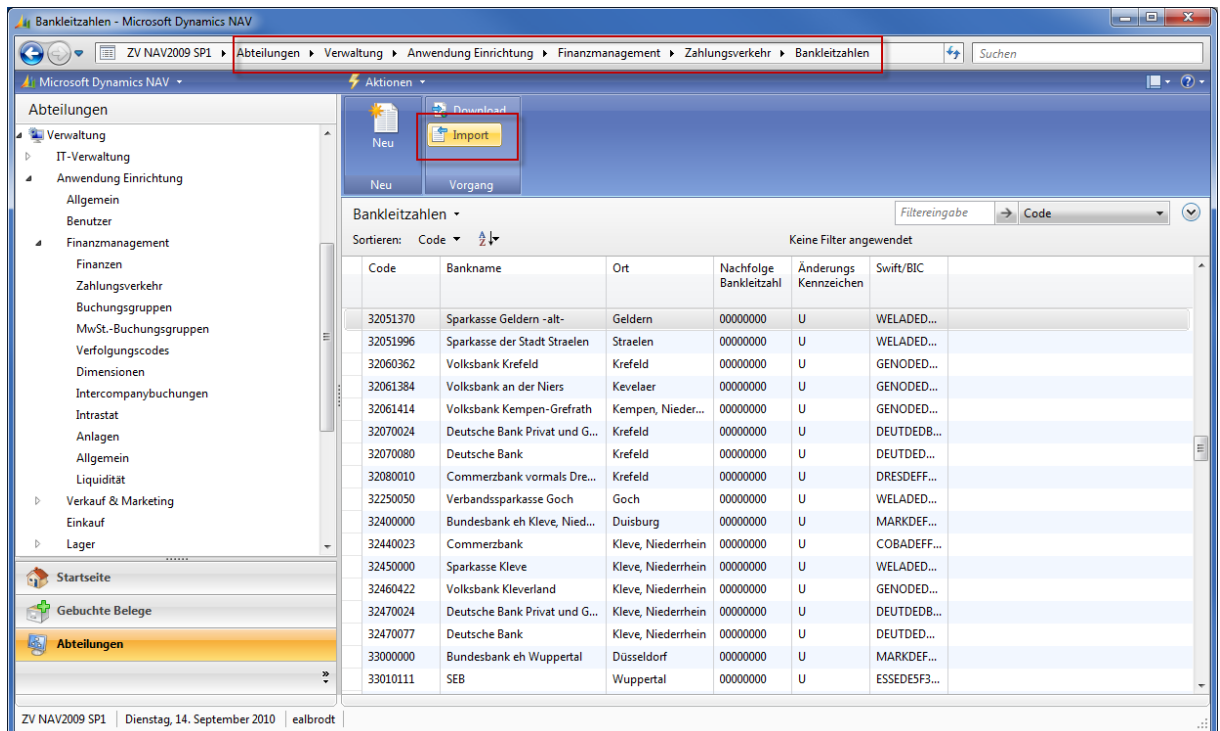 Bankleitzahlen - Microsoft Dynamics NAV
ZV NAV2009 SP1 Abteilungen Verwaltung Anwendung Einrichtung Finanzmanagement Zahlungsverkehr Bankleitzahlen Suchen
Microsoft Dynamics NAV Aktionen
Abteilungen
Verwaltung
IT-Verwaltung
Anwendung Einrichtung
Allgemein
Benutzer
Finanzmanagement
Finanzen
Zahlungsverkehr
Buchungsgruppen
MwSt.-Buchungsgruppen
Verfolgungscodes
Dimensionen
Intercompanybuchungen
Intrastat
Anlagen
Allgemein
Liquidität
Verkauf & Marketing
Einkauf
Lager
Startseite
Gebuchte Belege
Abteilungen
Download
Import
Neu
Neu Vorgang
Bankleitzahlen Filtereingabe Code
Sortieren: Code Keine Filter angewendet
Code Bankname Ort Nachfolge Bankleitzahl Änderungs Kennzeichen Swift/BIC
32051370 Sparkasse Geldern -alt- Geldern 00000000 U WELADED...
32051996 Sparkasse der Stadt Straelen Straelen 00000000 U WELADED...
32060362 Volksbank Krefeld Krefeld 00000000 U GENODED...
32061384 Volksbank an der Niers Kevelaer 00000000 U GENODED...
32061414 Volksbank Kempen-Grefrath Kempen, Nieder... 00000000 U GENODED...
32070024 Deutsche Bank Privat und G... Krefeld 00000000 U DEUTDEDB...
32070080 Deutsche Bank Krefeld 00000000 U DEUTDED...
32080010 Commerzbank vormals Dre... Krefeld 00000000 U DRESDEFF...
32250050 Verbandssparkasse Goch Goch 00000000 U WELADED...
32400000 Bundesbank eh Kleve, Nied... Duisburg 00000000 U MARKDEF...
32440023 Commerzbank Kleve, Niederrhein 00000000 U COBADEFF...
32450000 Sparkasse Kleve Kleve, Niederrhein 00000000 U WELADED...
32460422 Volksbank Kleverland Kleve, Niederrhein 00000000 U GENODED...
32470024 Deutsche Bank Privat und G... Kleve, Niederrhein 00000000 U DEUTDEDB...
32470077 Deutsche Bank Kleve, Niederrhein 00000000 U DEUTDED...
33000000 Bundesbank eh Wuppertal Düsseldorf 00000000 U MARKDEF...
33010111 SEB Wuppertal 00000000 U ESSEDE5F3...
ZV NAV2009 SP1 Dienstag, 14. September 2010 ealbrodt